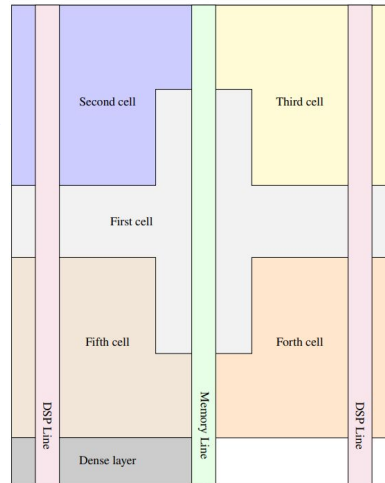 Second cell
Third cell
First cell
Fifth cell
Forth cell
DSP Line
Memory Line
DSP Line
Dense layer